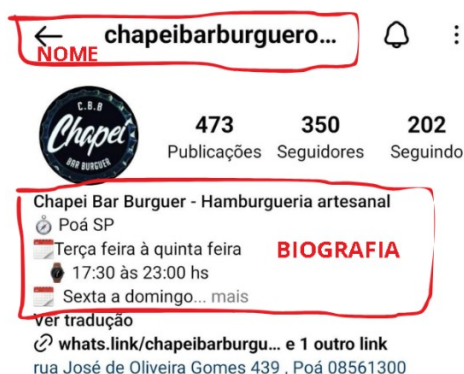 ← chapeibarburguero...
NOME
C.B.B
Chapei
BAR BURGUER
473 350 202
Publicações Seguidores Seguindo
Chapei Bar Burguer - Hamburgueria artesanal
Poá SP
Terça feira à quinta feira
BIOGRAFIA
17:30 às 23:00 hs
Sexta a domingo... mais
Ver tradução
whats.link/chapeibarburgu... e 1 outro link
rua José de Oliveira Gomes 439 , Poá 08561300